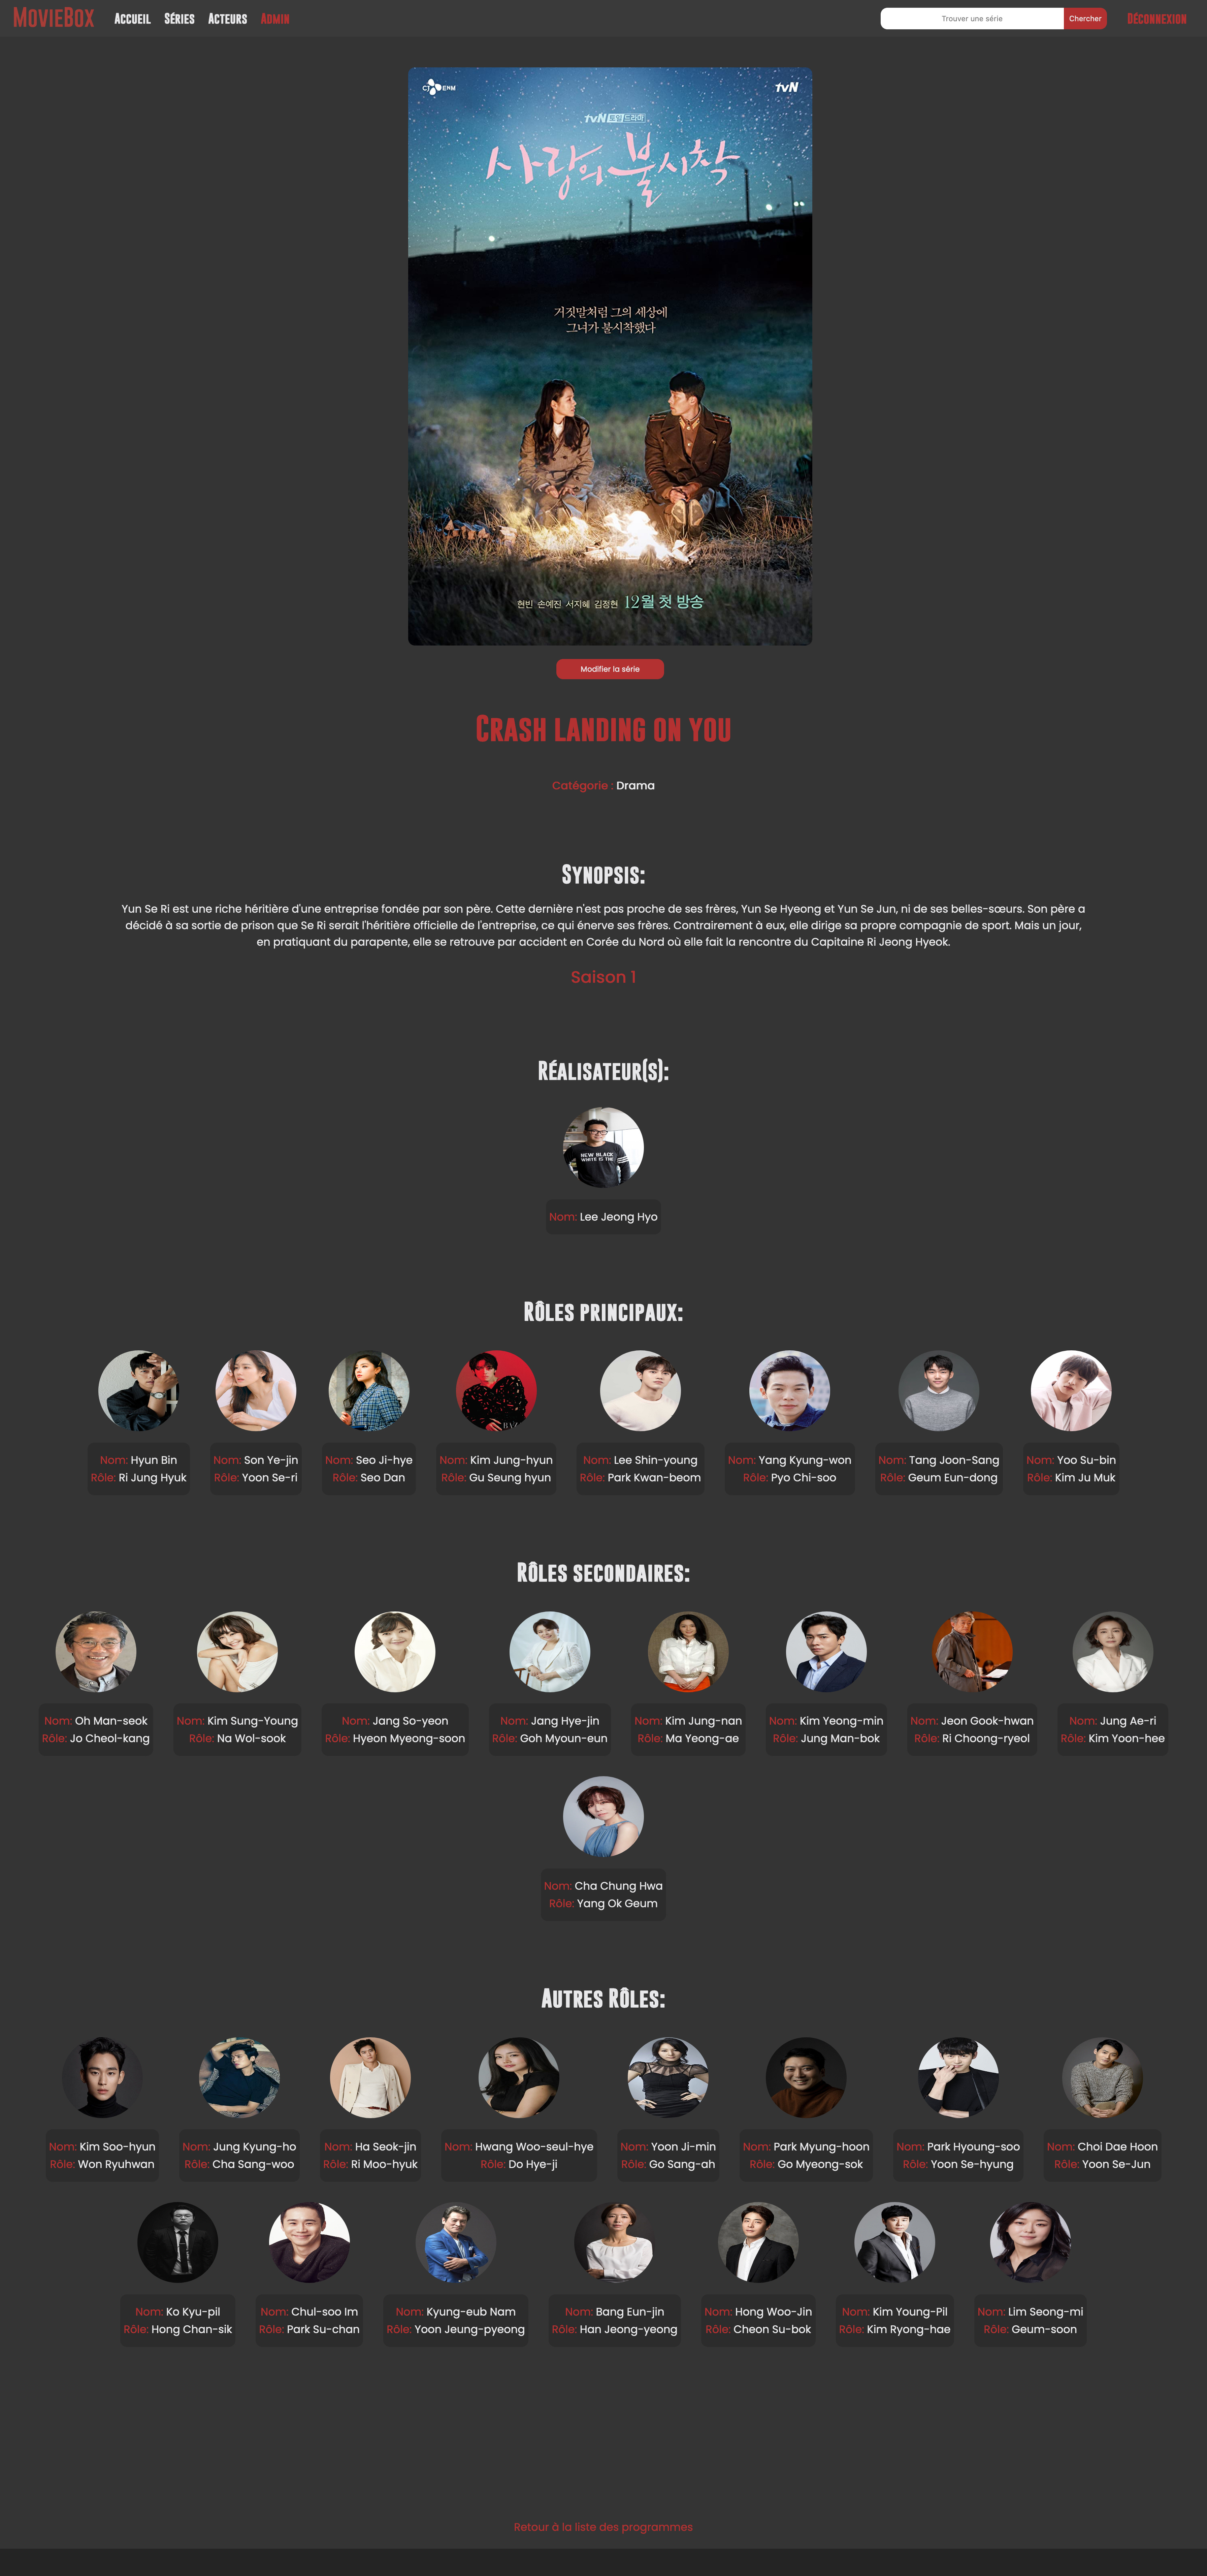 MovieBox Accueil Séries Acteurs Admin Trouver une série Chercher Déconnexion
CJ ENM tvN
tvN 토일드라마
사랑의 불시착
거짓말처럼 그의 세상에
그녀가 불시착했다
현빈 손예진 서지혜 김정현 12월 첫 방송
Modifier la série
Crash landing on you
Catégorie : Drama
Synopsis:
Yun Se Ri est une riche héritière d'une entreprise fondée par son père. Cette dernière n'est pas proche de ses frères, Yun Se Hyeong et Yun Se Jun, ni de ses belles-sœurs. Son père a
décidé à sa sortie de prison que Se Ri serait l'héritière officielle de l'entreprise, ce qui énerve ses frères. Contrairement à eux, elle dirige sa propre compagnie de sport. Mais un jour,
en pratiquant du parapente, elle se retrouve par accident en Corée du Nord où elle fait la rencontre du Capitaine Ri Jeong Hyeok.
Saison 1
Réalisateur(s):
NEW BLACK
WHITE IS THE
Nom: Lee Jeong Hyo
Rôles principaux:
BAZ
Nom: Hyun Bin
Rôle: Ri Jung Hyuk
Nom: Son Ye-jin
Rôle: Yoon Se-ri
Nom: Seo Ji-hye
Rôle: Seo Dan
Nom: Kim Jung-hyun
Rôle: Gu Seung hyun
Nom: Lee Shin-young
Rôle: Park Kwan-beom
Nom: Yang Kyung-won
Rôle: Pyo Chi-soo
Nom: Tang Joon-Sang
Rôle: Geum Eun-dong
Nom: Yoo Su-bin
Rôle: Kim Ju Muk
Rôles secondaires:
Nom: Oh Man-seok
Rôle: Jo Cheol-kang
Nom: Kim Sung-Young
Rôle: Na Wol-sook
Nom: Jang So-yeon
Rôle: Hyeon Myeong-soon
Nom: Jang Hye-jin
Rôle: Goh Myoun-eun
Nom: Kim Jung-nan
Rôle: Ma Yeong-ae
Nom: Kim Yeong-min
Rôle: Jung Man-bok
Nom: Jeon Gook-hwan
Rôle: Ri Choong-ryeol
Nom: Jung Ae-ri
Rôle: Kim Yoon-hee
Nom: Cha Chung Hwa
Rôle: Yang Ok Geum
Autres Rôles:
Nom: Kim Soo-hyun
Rôle: Won Ryuhwan
Nom: Jung Kyung-ho
Rôle: Cha Sang-woo
Nom: Ha Seok-jin
Rôle: Ri Moo-hyuk
Nom: Hwang Woo-seul-hye
Rôle: Do Hye-ji
Nom: Yoon Ji-min
Rôle: Go Sang-ah
Nom: Park Myung-hoon
Rôle: Go Myeong-sok
Nom: Park Hyoung-soo
Rôle: Yoon Se-hyung
Nom: Choi Dae Hoon
Rôle: Yoon Se-Jun
Nom: Ko Kyu-pil
Rôle: Hong Chan-sik
Nom: Chul-soo Im
Rôle: Park Su-chan
Nom: Kyung-eub Nam
Rôle: Yoon Jeung-pyeong
Nom: Bang Eun-jin
Rôle: Han Jeong-yeong
Nom: Hong Woo-Jin
Rôle: Cheon Su-bok
Nom: Kim Young-Pil
Rôle: Kim Ryong-hae
Nom: Lim Seong-mi
Rôle: Geum-soon
Retour à la liste des programmes